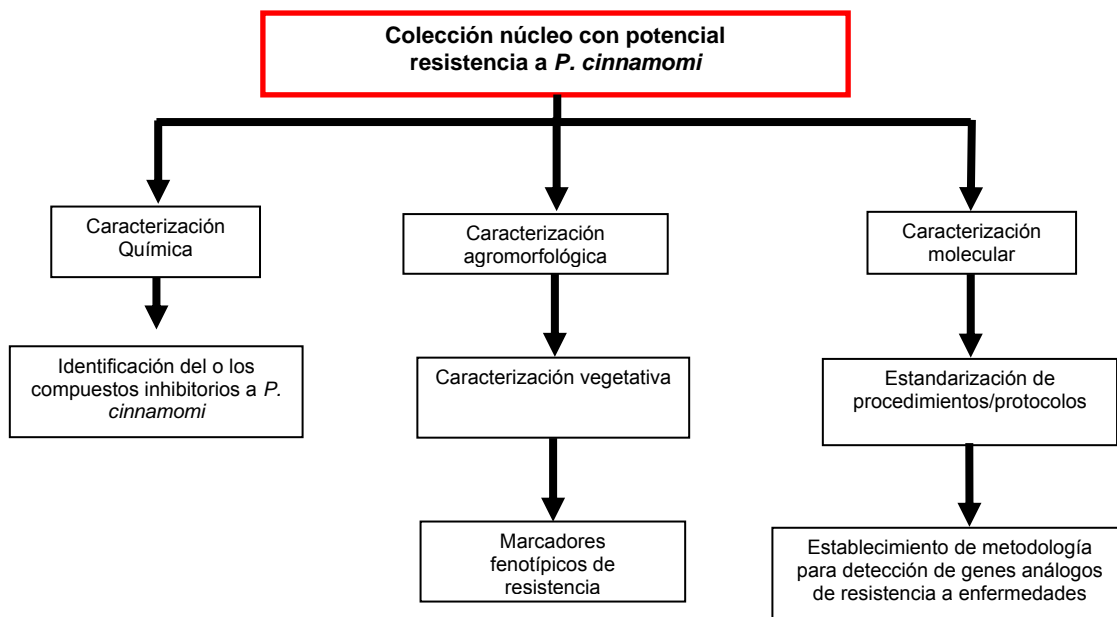 Colección núcleo con potencial
resistencia a P. cinnamomi
Caracterización
Química
Caracterización
agromorfológica
Caracterización
molecular
Identificación del o los
compuestos inhibitorios a P.
cinnamomi
Caracterización vegetativa
Estandarización de
procedimientos/protocolos
Marcadores
fenotípicos de
resistencia
Establecimiento de metodología
para detección de genes análogos
de resistencia a enfermedades